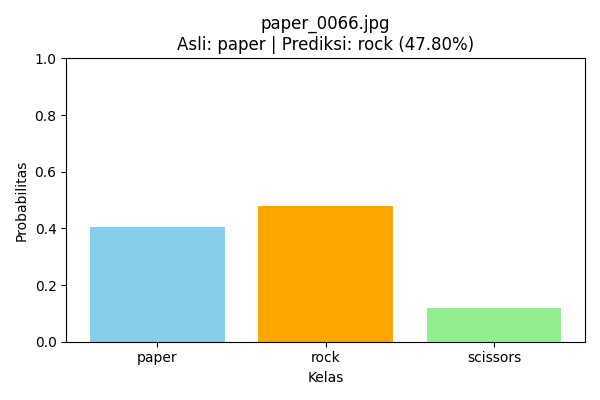 paper_0066.jpg
Asli: paper | Prediksi: rock (47.80%)
1.0
0.8
0.6
0.4
0.2
0.0
Probabilitas
paper
rock
scissors
Kelas